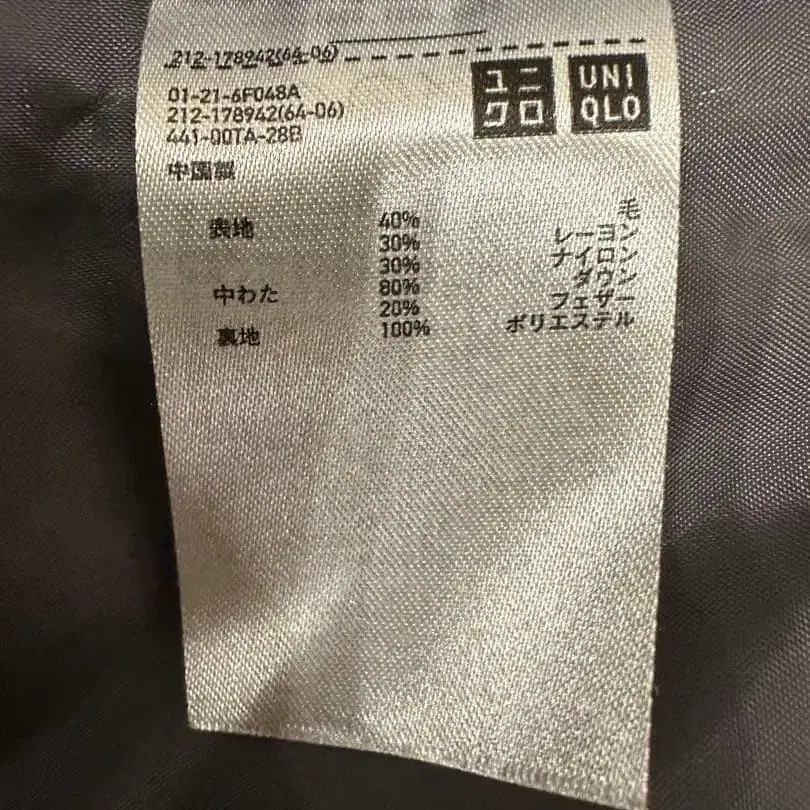 212-178942(64-06)
ユニ UNI
クロ QLO
01-21-6F048A
212-178942(64-06)
441-001A-28B
中国製
表地 40% 毛
30% レーヨン
30% ナイロン
中わた 80% ダウン
20% フェザー
裏地 100% ポリエステル